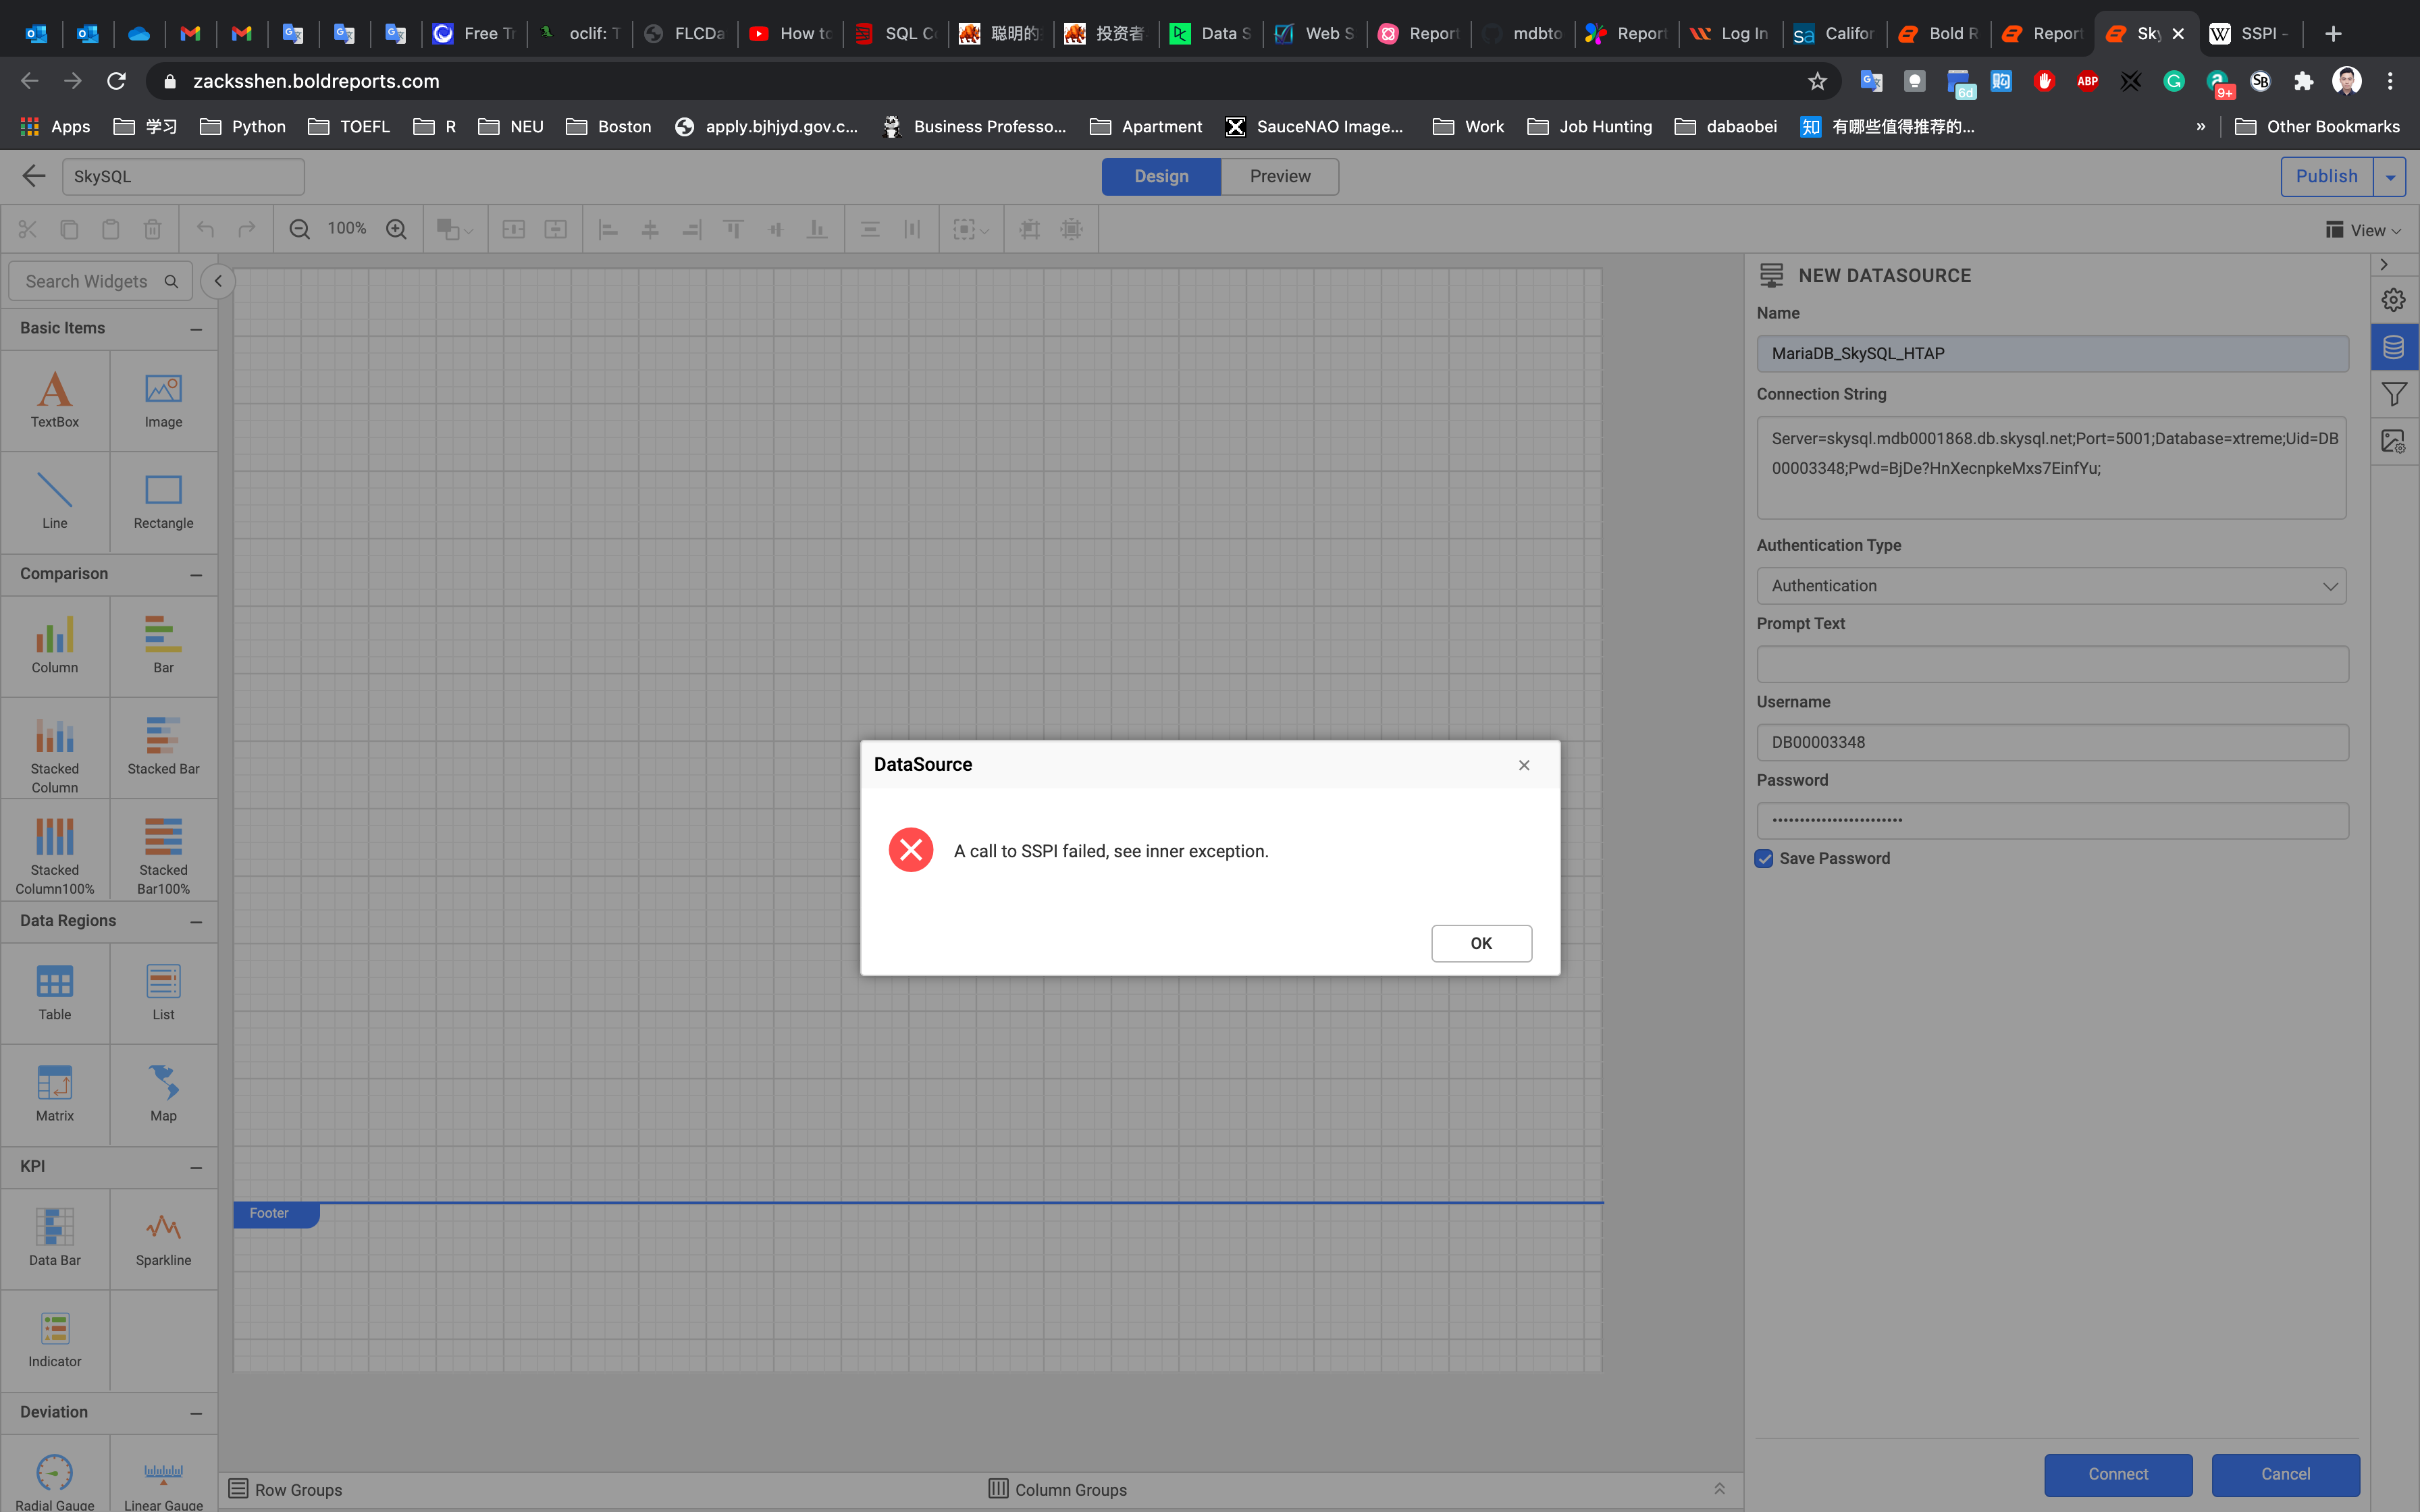 Free Tr
oclif: T
FLCDa
How to
SQL C
聪明的
投资者
Data S
Web S
Report
mdbto
Report
Log In
Califor
Bold R
Report
Sky
SSPI -
zacksshen.boldreports.com
ABP
6d
9+
Apps
学习
Python
TOEFL
R
NEU
Boston
apply.bjhjyd.gov.c...
Business Professo...
Apartment
SauceNAO Image...
Work
Job Hunting
dabaobei
有哪些值得推荐的...
»
Other Bookmarks
SkySQL
Design
Preview
Publish
100%
View
Search Widgets
Basic Items
TextBox
Image
Line
Rectangle
Comparison
Column
Bar
Stacked
Column
Stacked Bar
Stacked
Column100%
Stacked
Bar100%
Data Regions
Table
List
Matrix
Map
KPI
Data Bar
Sparkline
Indicator
Deviation
Radial Gauge
Linear Gauge
Footer
Row Groups
Column Groups
DataSource
A call to SSPI failed, see inner exception.
OK
NEW DATASOURCE
Name
MariaDB_SkySQL_HTAP
Connection String
Server=skysql.mdb0001868.db.skysql.net;Port=5001;Database=xtreme;Uid=DB
00003348;Pwd=BjDe?HnXecnpkeMxs7EinfYu;
Authentication Type
Authentication
Prompt Text
Username
DB00003348
Password
Save Password
Connect
Cancel